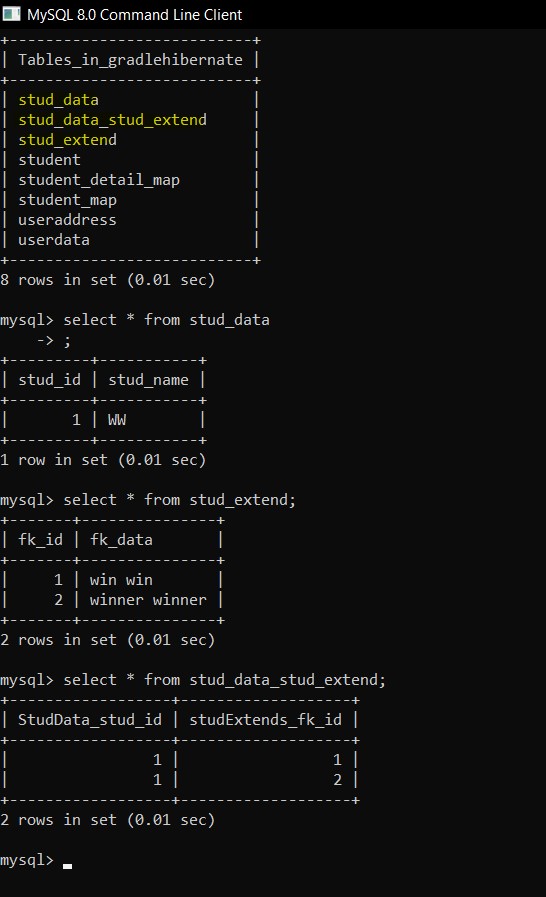 MySQL 8.0 Command Line Client
+---------------------------+
| Tables_in_gradlehibernate |
+---------------------------+
| stud_data                 |
| stud_data_stud_extend     |
| stud_extend               |
| student                   |
| student_detail_map        |
| student_map               |
| useraddress               |
| userdata                  |
+---------------------------+
8 rows in set (0.01 sec)
mysql> select * from stud_data
    -> ;
+---------+-----------+
| stud_id | stud_name |
+---------+-----------+
|       1 | WW        |
+---------+-----------+
1 row in set (0.01 sec)
mysql> select * from stud_extend;
+-------+---------------+
| fk_id | fk_data       |
+-------+---------------+
|     1 | win win       |
|     2 | winner winner |
+-------+---------------+
2 rows in set (0.01 sec)
mysql> select * from stud_data_stud_extend;
+------------------+-------------------+
| StudData_stud_id | studExtends_fk_id |
+------------------+-------------------+
|                1 |                 1 |
|                1 |                 2 |
+------------------+-------------------+
2 rows in set (0.01 sec)
mysql>